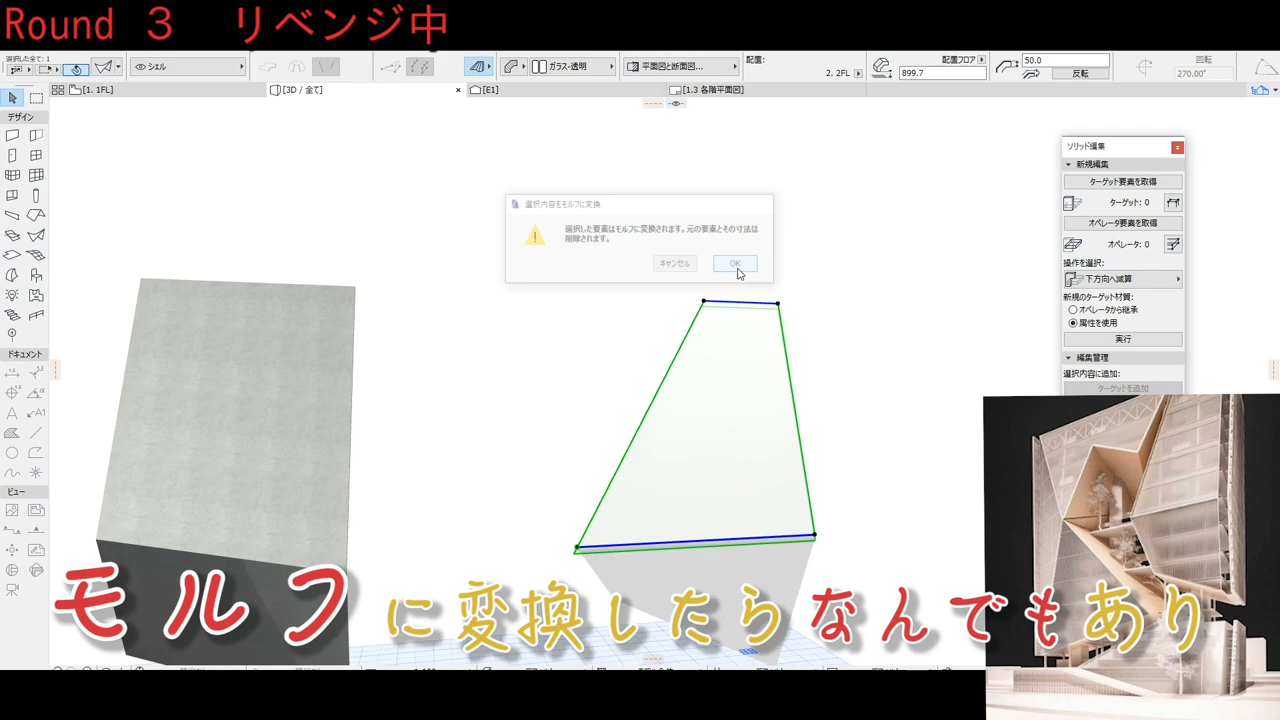 Round ３　リベンジ中
選択した全て: 1
シェル
ガラス-透明
平面図と断面図...
配置:
2. 2FL
配置フロア
899.7
50.0
反転
回転
270.00°
[1. 1FL]
[3D / 全て]
[E1]
[1.3 各階平面図]
デザイン
ドキュメント
ビュー
選択内容をモルフに変換
選択した要素はモルフに変換されます。元の要素とその寸法は
削除されます。
キャンセル
OK
ソリッド編集
新規編集
ターゲット要素を取得
ターゲット: 0
オペレータ要素を取得
オペレータ: 0
操作を選択:
下方向へ減算
新規のターゲット材質:
オペレータから継承
属性を使用
実行
編集管理
選択内容に追加:
ターゲットを追加
モルフに変換したらなんでもあり